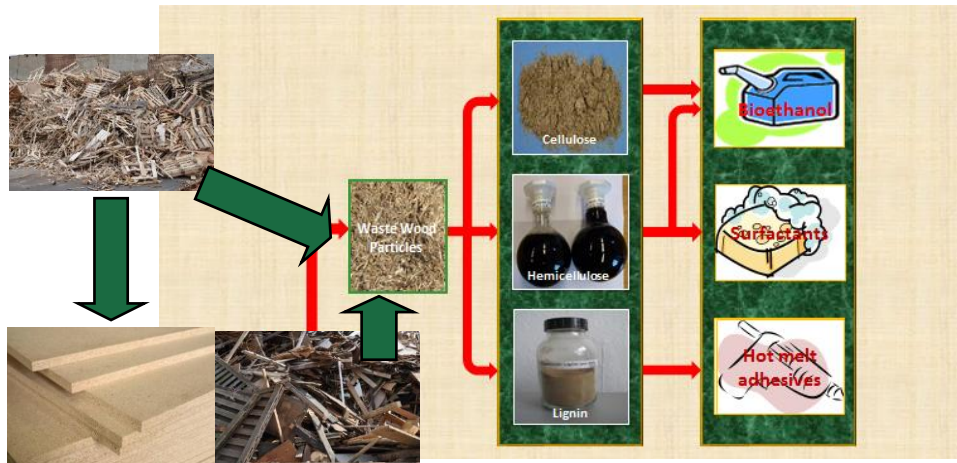 Cellulose
Bioethanol
Waste Wood
Particles
Hemicellulose
Surfactants
Lignin
Hot melt
adhesives